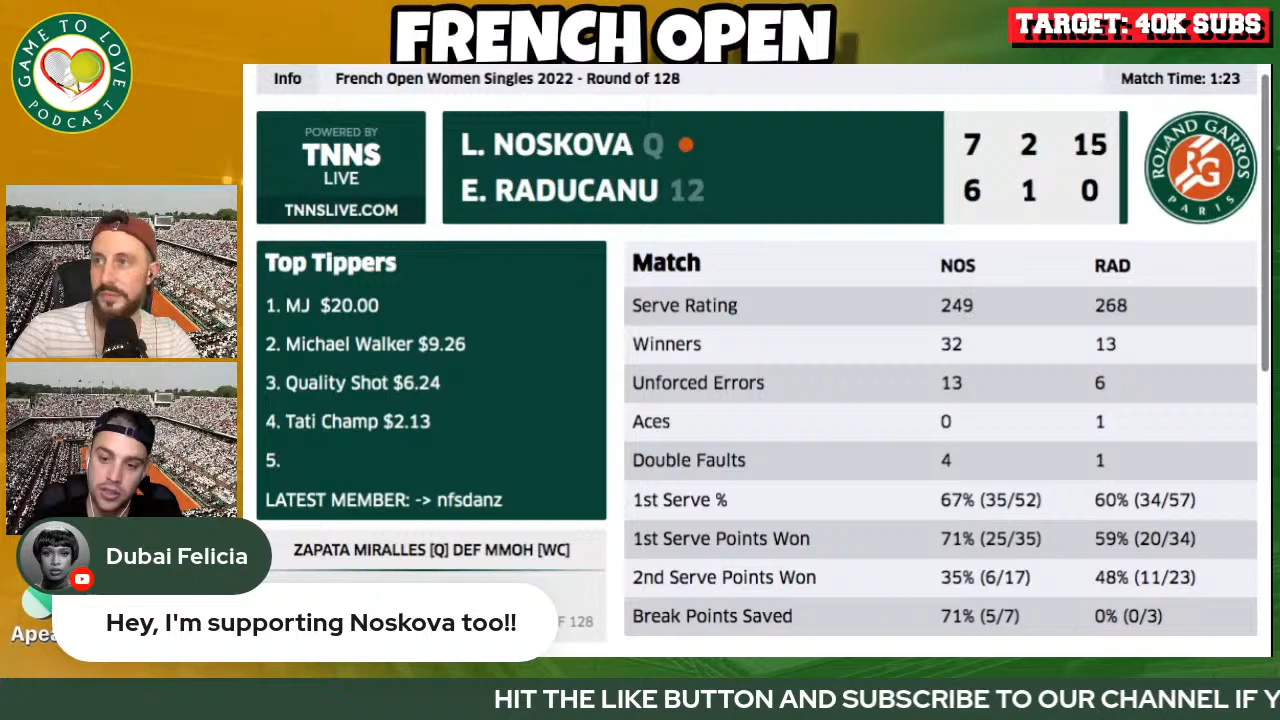 FRENCH OPEN
TARGET: 40K SUBS
GAME TO LOVE
PODCAST
Info French Open Women Singles 2022 - Round of 128 Match Time: 1:23
POWERED BY
TNNS
LIVE
TNNSLIVE.COM
L. NOSKOVA Q 7 2 15
E. RADUCANU 12 6 1 0
ROLAND GARROS
RG
PARIS
Top Tippers
1. MJ $20.00
2. Michael Walker $9.26
3. Quality Shot $6.24
4. Tati Champ $2.13
5.
LATEST MEMBER: -> nfsdanz
ZAPATA MIRALLES [Q] DEF MMOH [WC]
F 128
Match NOS RAD
Serve Rating 249 268
Winners 32 13
Unforced Errors 13 6
Aces 0 1
Double Faults 4 1
1st Serve % 67% (35/52) 60% (34/57)
1st Serve Points Won 71% (25/35) 59% (20/34)
2nd Serve Points Won 35% (6/17) 48% (11/23)
Break Points Saved 71% (5/7) 0% (0/3)
Dubai Felicia
Hey, I'm supporting Noskova too!!
Apea
HIT THE LIKE BUTTON AND SUBSCRIBE TO OUR CHANNEL IF Y